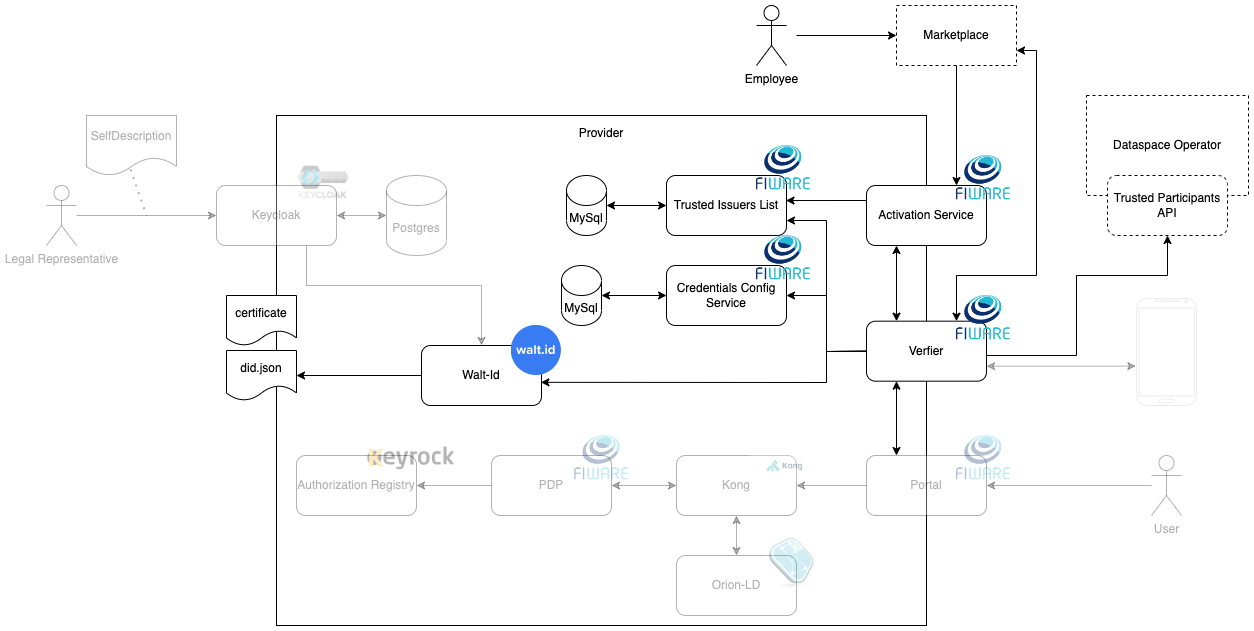 Marketplace
Employee
SelfDescription
Provider
Dataspace Operator
FIWARE
FIWARE
KEYCLOAK
Trusted Participants
API
Keycloak
Postgres
MySql
Trusted Issuers List
Activation Service
Legal Representative
FIWARE
MySql
Credentials Config
Service
certificate
FIWARE
walt.id
Verfier
did.json
Walt-Id
keyrock
FIWARE
Kong
FIWARE
Authorization Registry
PDP
Kong
Portal
User
Orion-LD